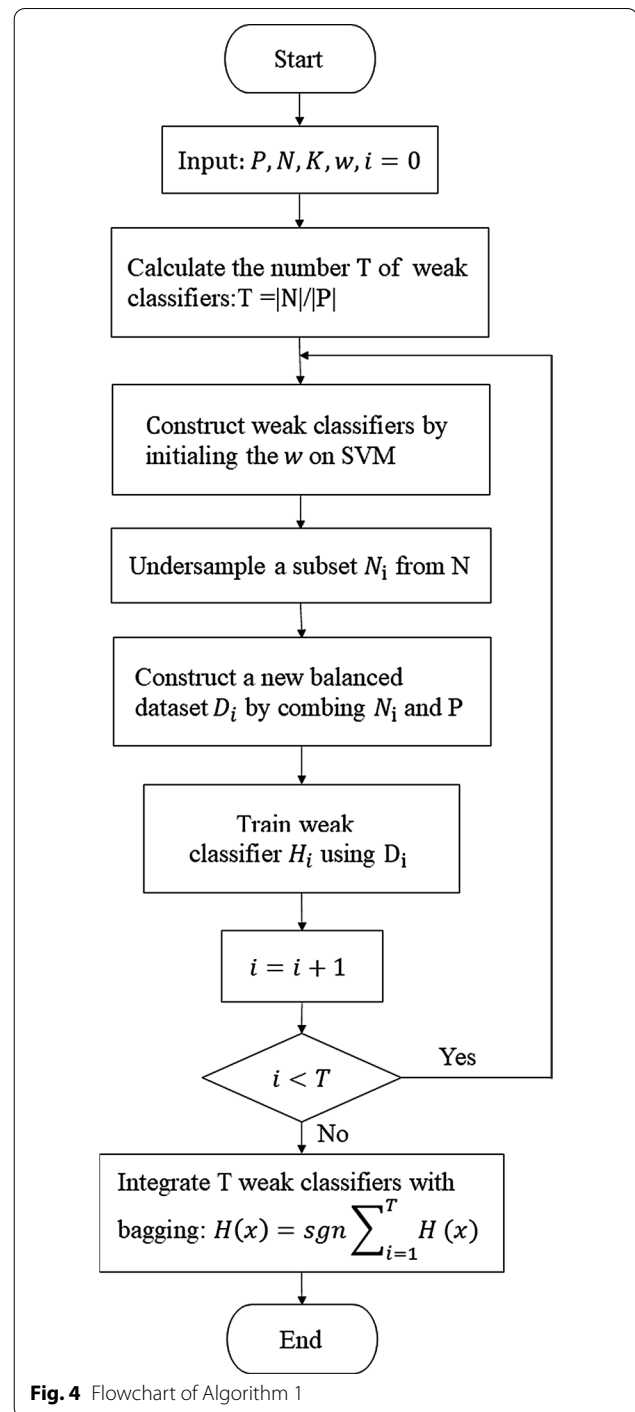 Start
Input: P, N, K, w, i = 0
Calculate the number T of weak
classifiers:T =|N|/|P|
Construct weak classifiers by
initialing the w on SVM
Undersample a subset Nᵢ from N
Construct a new balanced
dataset Dᵢ by combing Nᵢ and P
Train weak
classifier Hᵢ using Dᵢ
i = i + 1
i < T
Yes
No
Integrate T weak classifiers with
bagging: H(x) = sgn ∑ᵢ₌₁ᵀ H (x)
End
Fig. 4 Flowchart of Algorithm 1